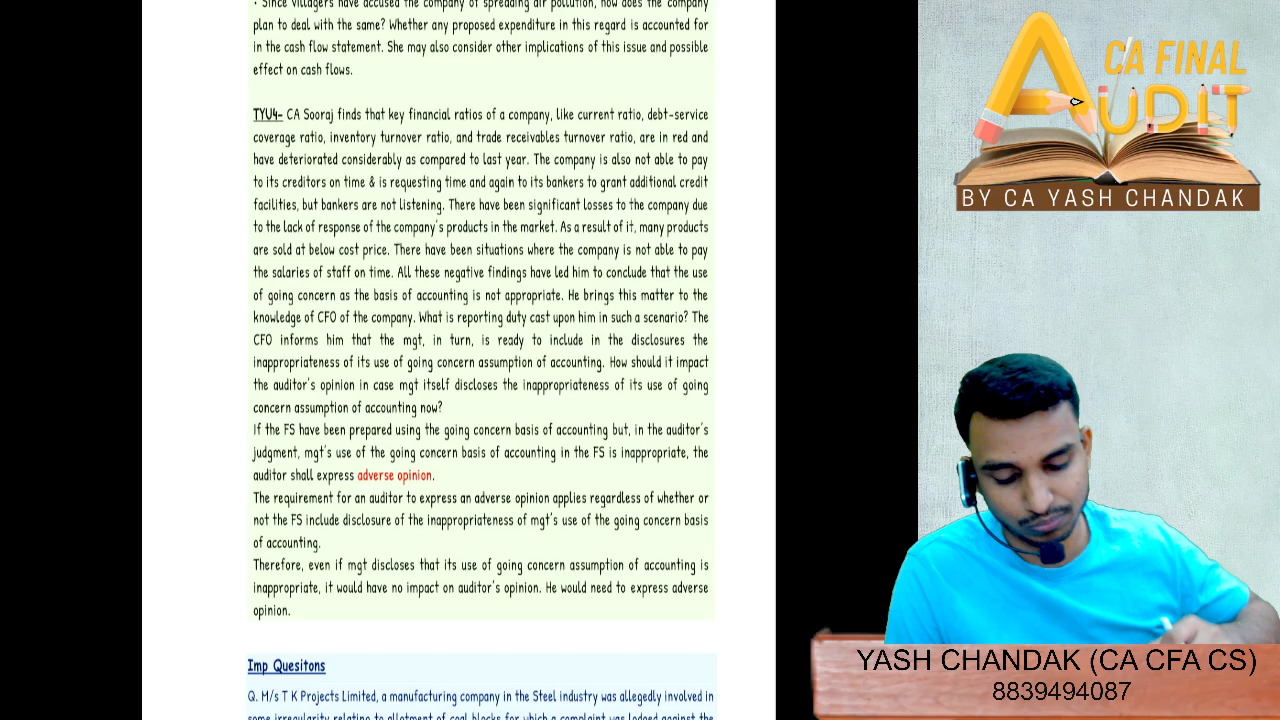 • Since villagers have accused the company of spreading air pollution, how does the company
plan to deal with the same? Whether any proposed expenditure in this regard is accounted for
in the cash flow statement. She may also consider other implications of this issue and possible
effect on cash flows.
TYU4- CA Sooraj finds that key financial ratios of a company, like current ratio, debt-service
coverage ratio, inventory turnover ratio, and trade receivables turnover ratio, are in red and
have deteriorated considerably as compared to last year. The company is also not able to pay
to its creditors on time & is requesting time and again to its bankers to grant additional credit
facilities, but bankers are not listening. There have been significant losses to the company due
to the lack of response of the company's products in the market. As a result of it, many products
are sold at below cost price. There have been situations where the company is not able to pay
the salaries of staff on time. All these negative findings have led him to conclude that the use
of going concern as the basis of accounting is not appropriate. He brings this matter to the
knowledge of CFO of the company. What is reporting duty cast upon him in such a scenario? The
CFO informs him that the mgt, in turn, is ready to include in the disclosures the
inappropriateness of its use of going concern assumption of accounting. How should it impact
the auditor's opinion in case mgt itself discloses the inappropriateness of its use of going
concern assumption of accounting now?
If the FS have been prepared using the going concern basis of accounting but, in the auditor's
judgment, mgt's use of the going concern basis of accounting in the FS is inappropriate, the
auditor shall express adverse opinion.
The requirement for an auditor to express an adverse opinion applies regardless of whether or
not the FS include disclosure of the inappropriateness of mgt's use of the going concern basis
of accounting.
Therefore, even if mgt discloses that its use of going concern assumption of accounting is
inappropriate, it would have no impact on auditor's opinion. He would need to express adverse
opinion.
Imp Quesitons
Q. M/s T K Projects Limited, a manufacturing company in the Steel industry was allegedly involved in
some irregularity relating to allotment of coal blocks for which a complaint was lodged against the
CA FINAL
AUDIT
BY CA YASH CHANDAK
YASH CHANDAK (CA CFA CS)
8839494087